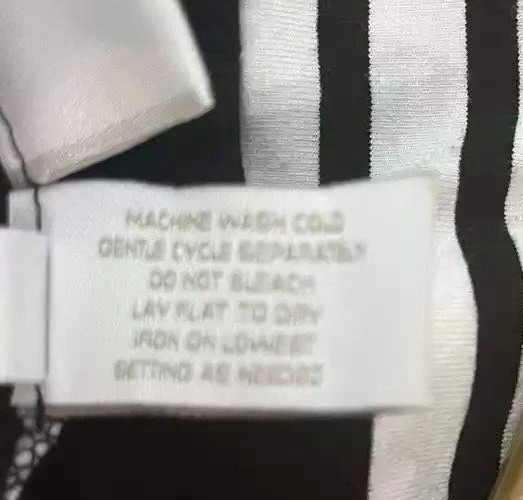 MACHINE WASH COLD
GENTLE CYCLE SEPARATELY
DO NOT BLEACH
LAY FLAT TO DRY
IRON ON LOWEST
SETTING AS NEEDED